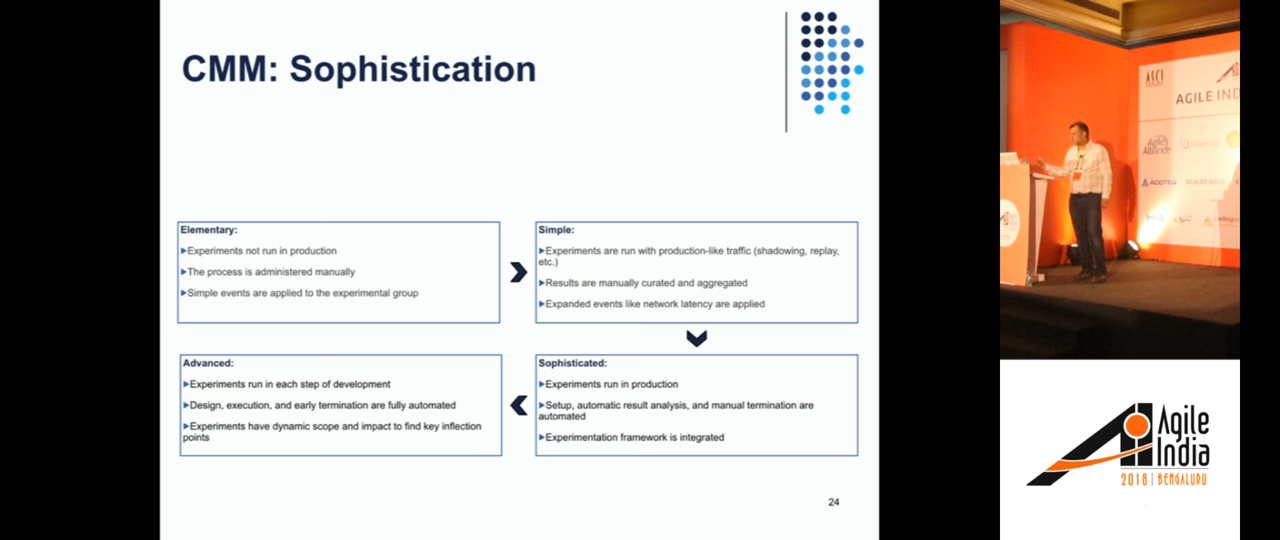 CMM: Sophistication
Elementary:
Experiments not run in production
The process is administered manually
Simple events are applied to the experimental group
Simple:
Experiments are run with production-like traffic (shadowing, replay,
etc.)
Results are manually curated and aggregated
Expanded events like network latency are applied
Advanced:
Experiments run in each step of development
Design, execution, and early termination are fully automated
Experiments have dynamic scope and impact to find key inflection
points
Sophisticated:
Experiments run in production
Setup, automatic result analysis, and manual termination are
automated
Experimentation framework is integrated
24
ASCI
AGILE IND
Agile
Alliance
Agile
India
2018 | BENGALURU